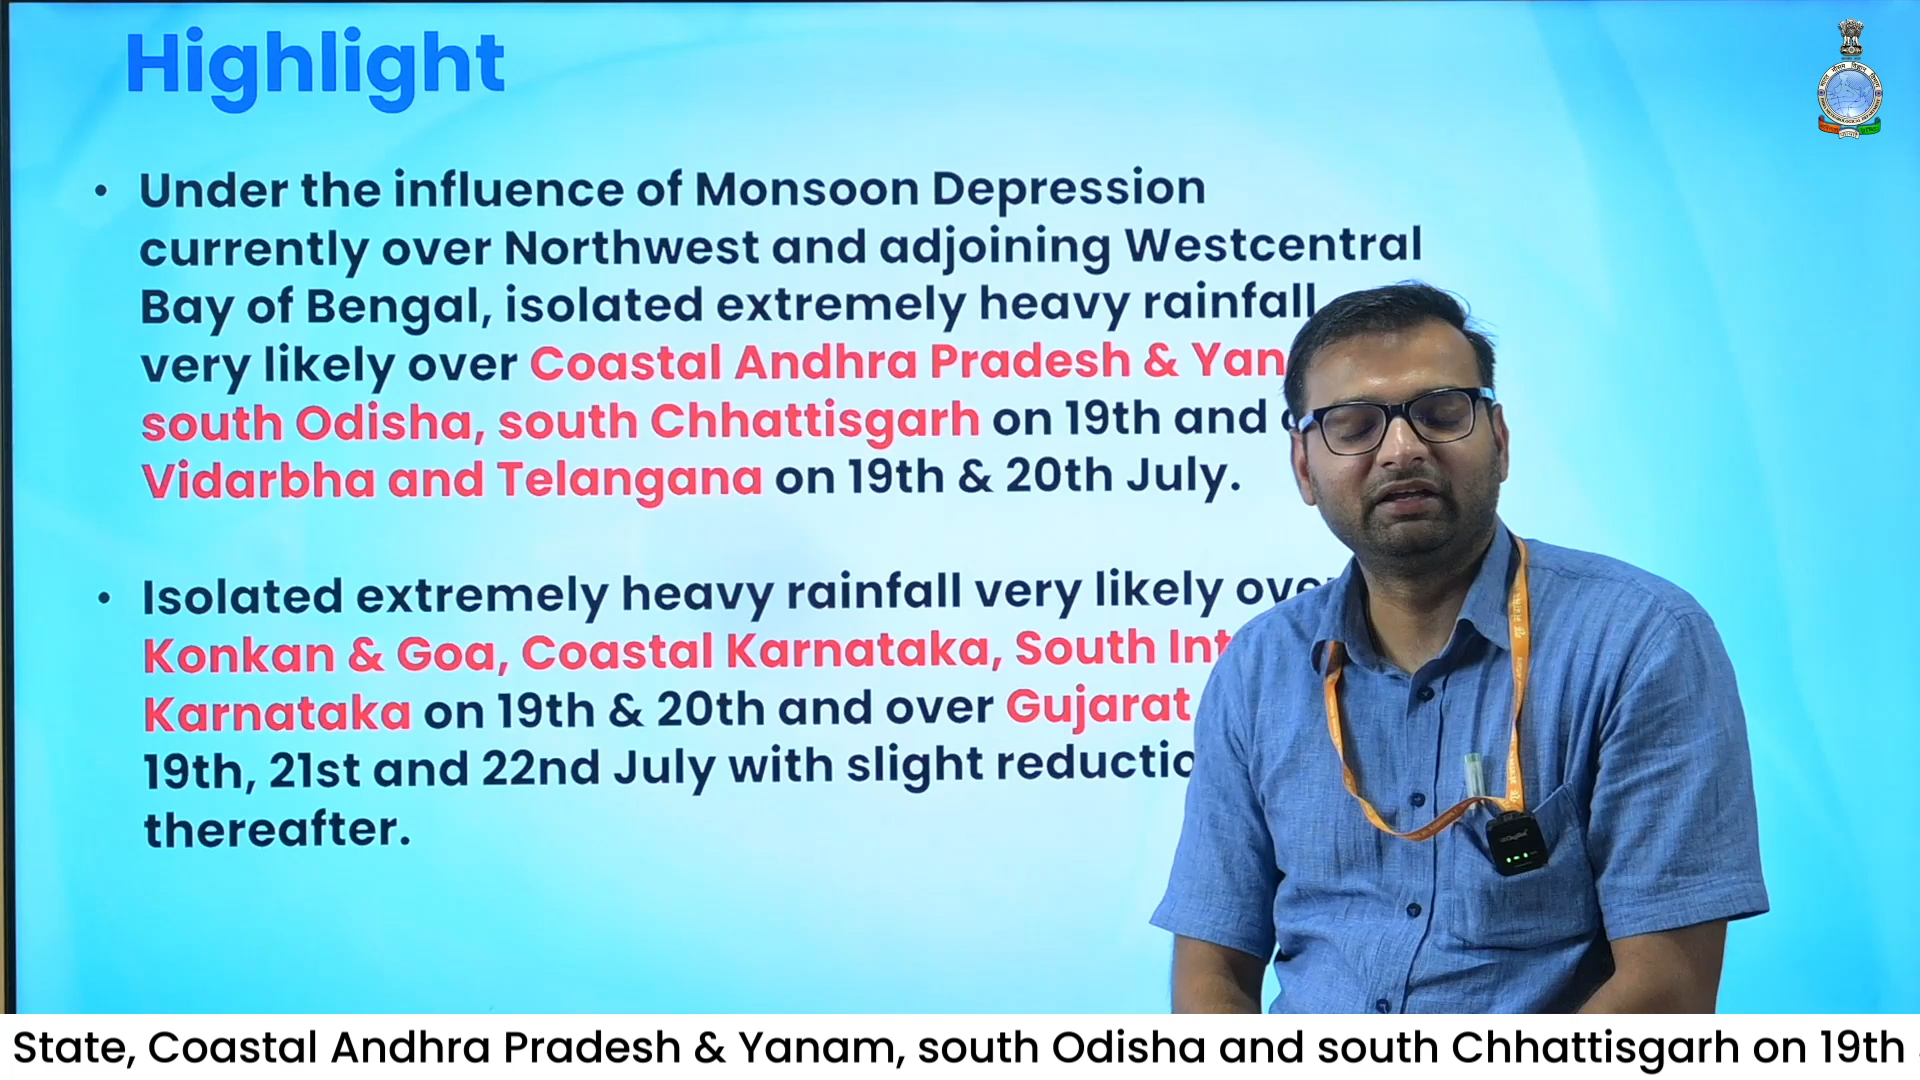 Highlight
• Under the influence of Monsoon Depression
currently over Northwest and adjoining Westcentral
Bay of Bengal, isolated extremely heavy rainfall
very likely over Coastal Andhra Pradesh & Yan
south Odisha, south Chhattisgarh on 19th and
Vidarbha and Telangana on 19th & 20th July.
• Isolated extremely heavy rainfall very likely ove
Konkan & Goa, Coastal Karnataka, South Int
Karnataka on 19th & 20th and over Gujarat
19th, 21st and 22nd July with slight reductio
thereafter.
State, Coastal Andhra Pradesh & Yanam, south Odisha and south Chhattisgarh on 19th